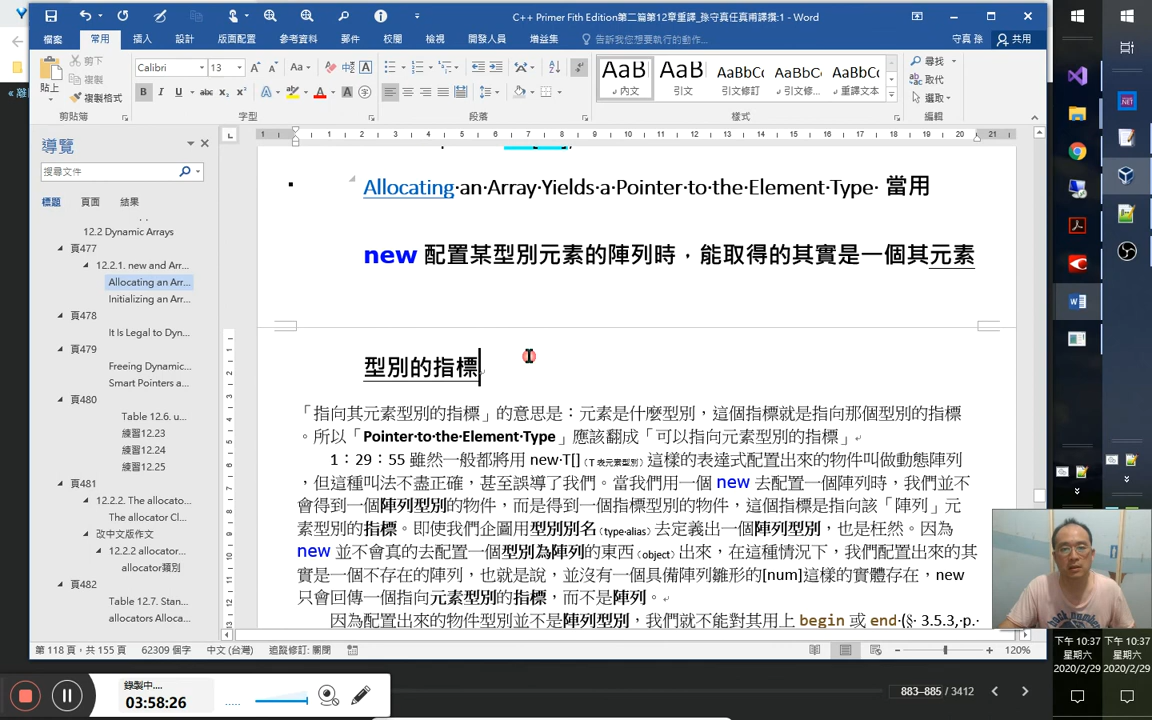 C++ Primer Fith Edition第二篇第12章重譯_孫守真任真甫譯撰:1 - Word
守真 孫
共用
檔案
常用
插入
設計
版面配置
參考資料
郵件
校閱
檢視
開發人員
增益集
告訴我您想要執行的動作...
貼上
剪下
複製
複製格式
剪貼簿
Calibri
13
字型
段落
AaB
內文
AaB
引文
AaBbCc
引文修訂
AaBbCc
引文修...
AaBbCc
重譯文本
樣式
尋找
取代
選取
編輯
導覽
搜尋文件
標題
頁面
結果
12.2 Dynamic Arrays
頁477
12.2.1. new and Arr...
Allocating an Arr...
Initializing an Arr...
頁478
It Is Legal to Dyn...
頁479
Freeing Dynamic...
Smart Pointers a...
頁480
Table 12.6. u...
練習12.23
練習12.24
練習12.25
頁481
12.2.2. The allocato...
The allocator Cl...
改中文版作文
12.2.2 allocator...
allocator類別
頁482
Table 12.7. Stan...
allocators Alloca...
Allocating·an·Array·Yields·a·Pointer·to·the·Element·Type· 當用
new 配置某型別元素的陣列時，能取得的其實是一個其元素
型別的指標
「指向其元素型別的指標」的意思是：元素是什麼型別，這個指標就是指向那個型別的指標
。所以「Pointer·to·the·Element·Type」應該翻成「可以指向元素型別的指標」
1：29：55 雖然一般都將用 new·T[] (T 表元素型別) 這樣的表達式配置出來的物件叫做動態陣列
，但這種叫法不盡正確，甚至誤導了我們。當我們用一個 new 去配置一個陣列時，我們並不
會得到一個陣列型別的物件，而是得到一個指標型別的物件，這個指標是指向該「陣列」元
素型別的指標。即使我們企圖用型別別名(type·alias)去定義出一個陣列型別，也是枉然。因為
new 並不會真的去配置一個型別為陣列的東西(object)出來，在這種情況下，我們配置出來的其
實是一個不存在的陣列，也就是說，並沒有一個具備陣列雛形的[num]這樣的實體存在，new
只會回傳一個指向元素型別的指標，而不是陣列。
因為配置出來的物件型別並不是陣列型別，我們就不能對其用上 begin 或 end·(§· 3.5.3,·p.·
第 118 頁，共 155 頁
62309 個字
中文 (台灣)
追蹤修訂: 關閉
120%
錄製中...
03:58:26
883–885 / 3412
下午 10:37
星期六
2020/2/29
下午 10:37
星期六
2020/2/29